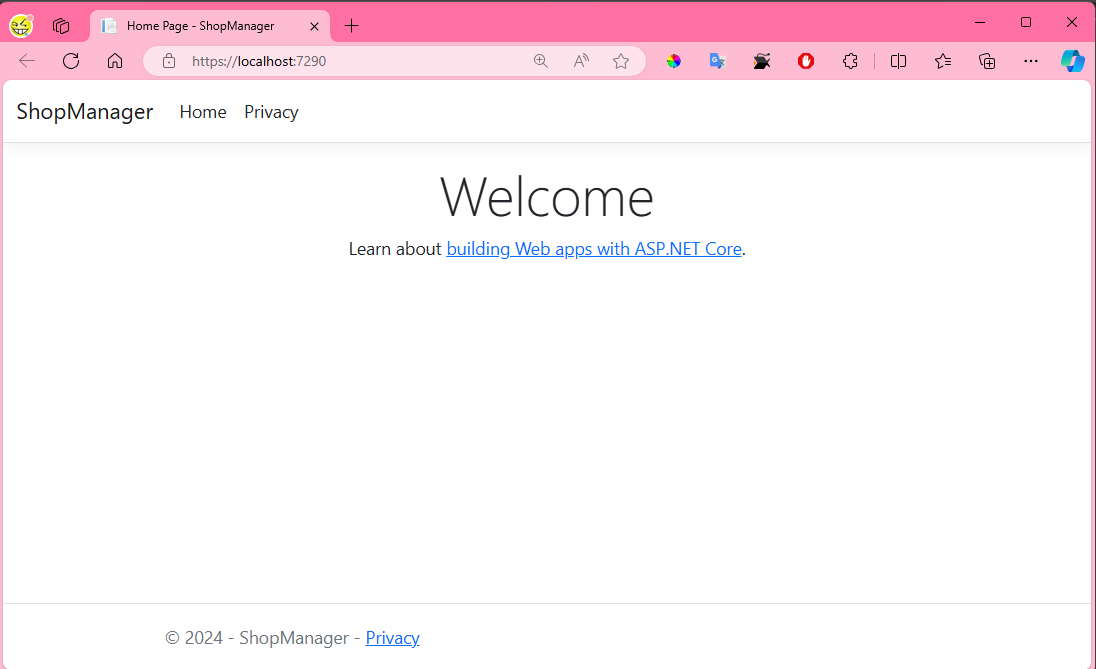 Home Page - ShopManager
https://localhost:7290
ShopManager Home Privacy
Welcome
Learn about building Web apps with ASP.NET Core.
© 2024 - ShopManager - Privacy